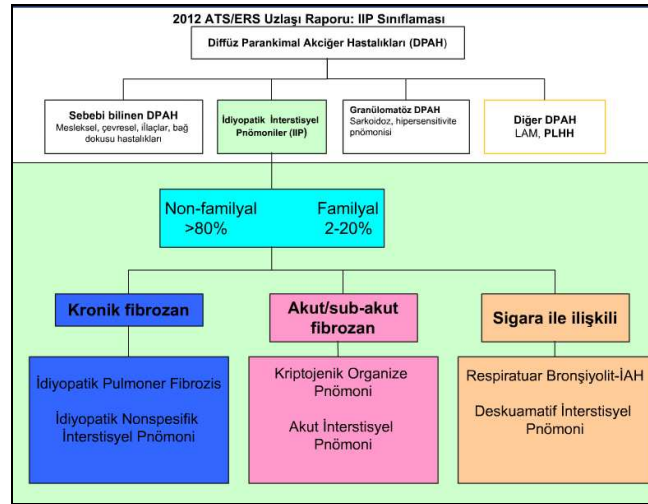 2012 ATS/ERS Uzlaşı Raporu: IIP Sınıflaması
Diffüz Parankimal Akciğer Hastalıkları (DPAH)
Sebebi bilinen DPAH
Mesleksel, çevresel, iilaçlar, bağ
dokusu hastalıkları
İdiyopatik İnterstisyel
Pnömoniler (IIP)
Granülomatöz DPAH
Sarkoidoz, hipersensitivite
pnömonisi
Diğer DPAH
LAM, PLHH
Non-familyal
>80%
Familyal
2-20%
Kronik fibrozan
Akut/sub-akut
fibrozan
Sigara ile ilişkili
İdiyopatik Pulmoner Fibrozis
İdiyopatik Nonspesifik
İnterstisyel Pnömoni
Kriptojenik Organize
Pnömoni
Akut İnterstisyel
Pnömoni
Respiratuar Bronşiyolit-İAH
Deskuamatif İnterstisyel
Pnömoni